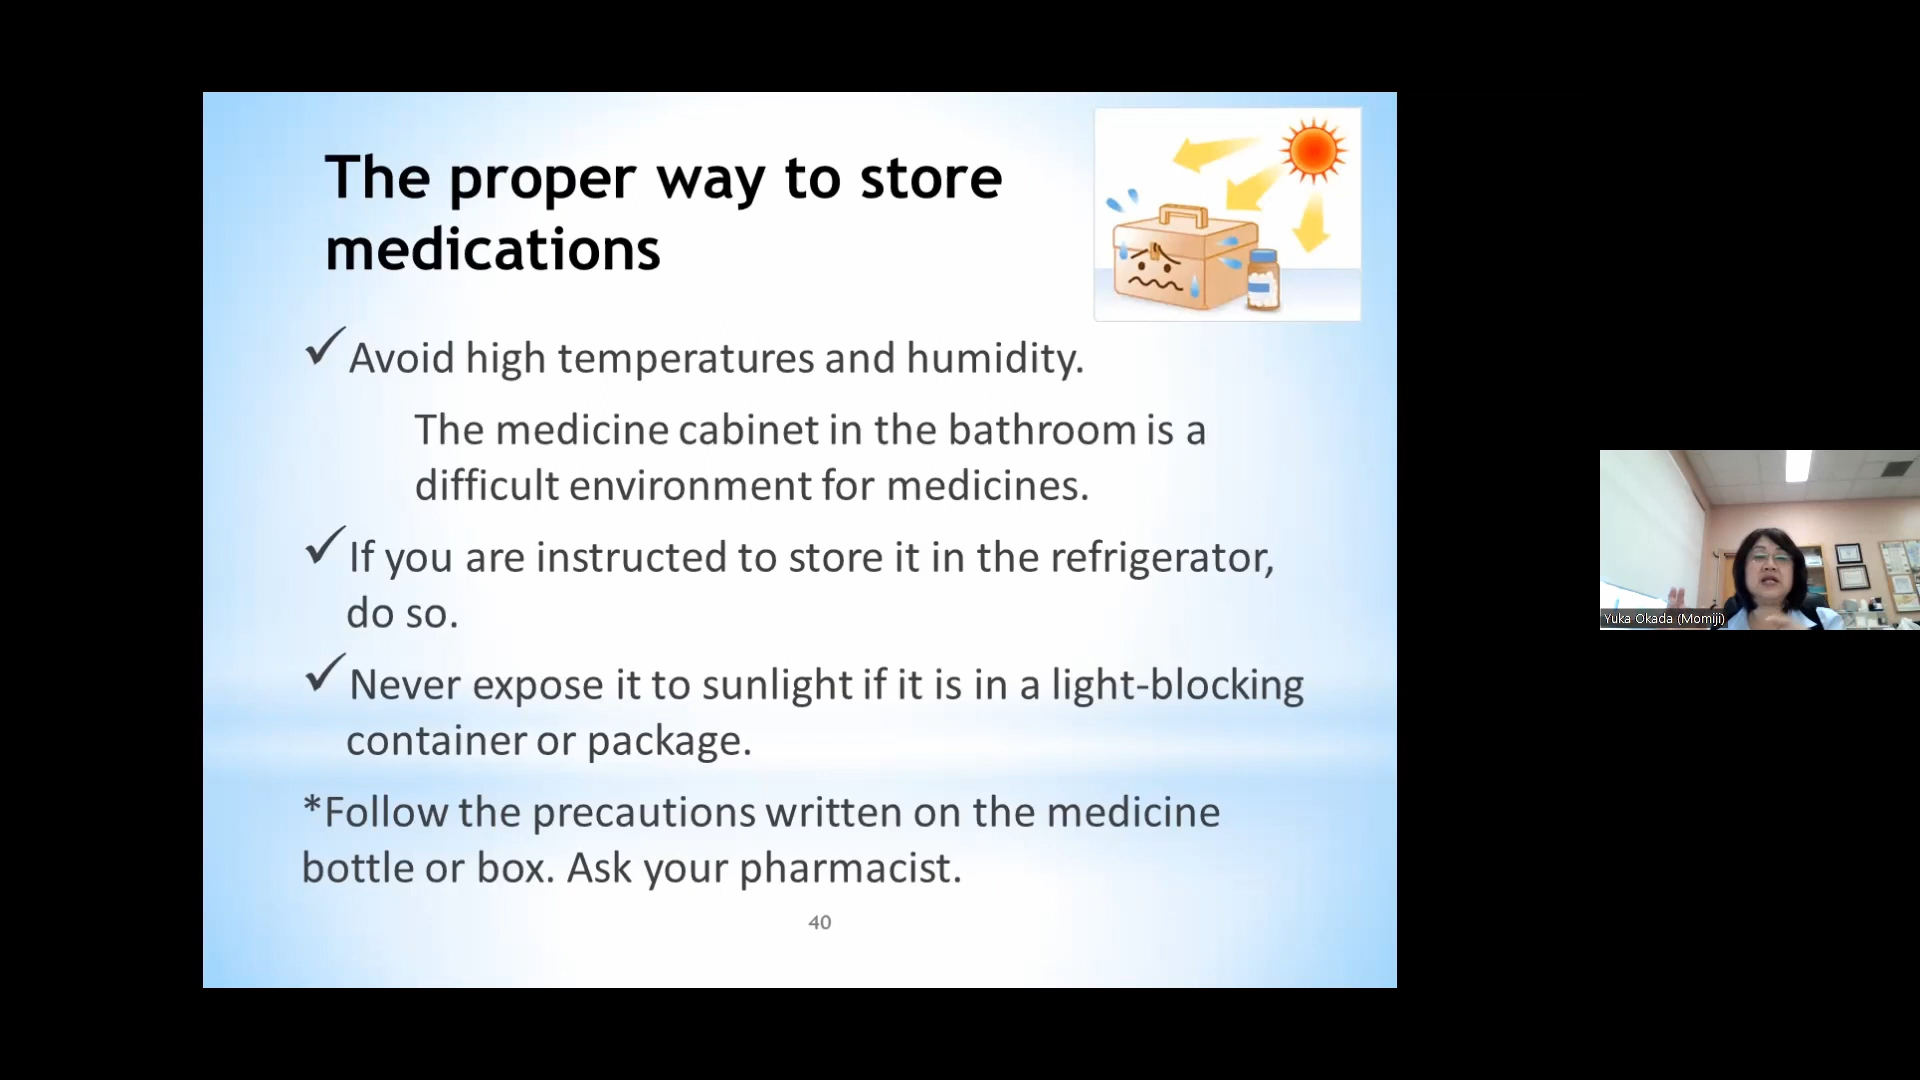 The proper way to store
medications
✓Avoid high temperatures and humidity.
The medicine cabinet in the bathroom is a
difficult environment for medicines.
✓If you are instructed to store it in the refrigerator,
do so.
✓Never expose it to sunlight if it is in a light-blocking
container or package.
*Follow the precautions written on the medicine
bottle or box. Ask your pharmacist.
40
Yuka Okada (Momiji)